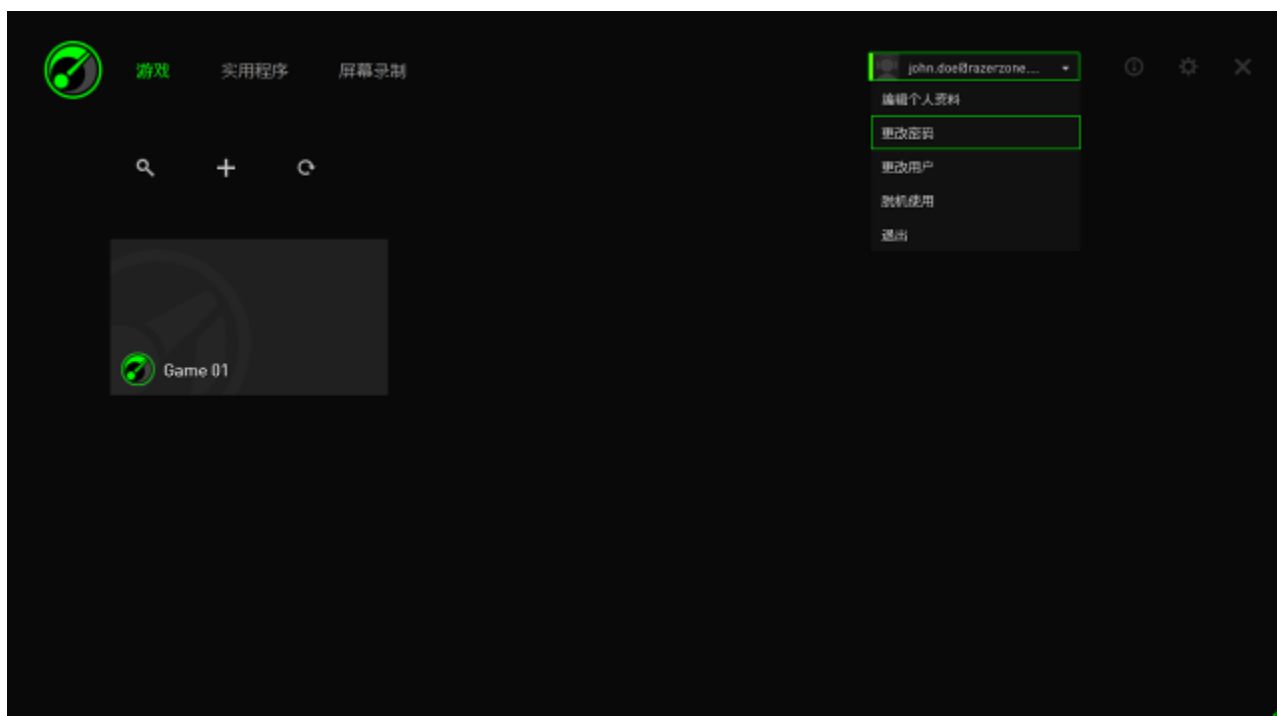 游戏 实用程序 屏幕录制 john.doe@razerzone....
编辑个人资料
更改密码
更改用户
脱机使用
退出
Game 01